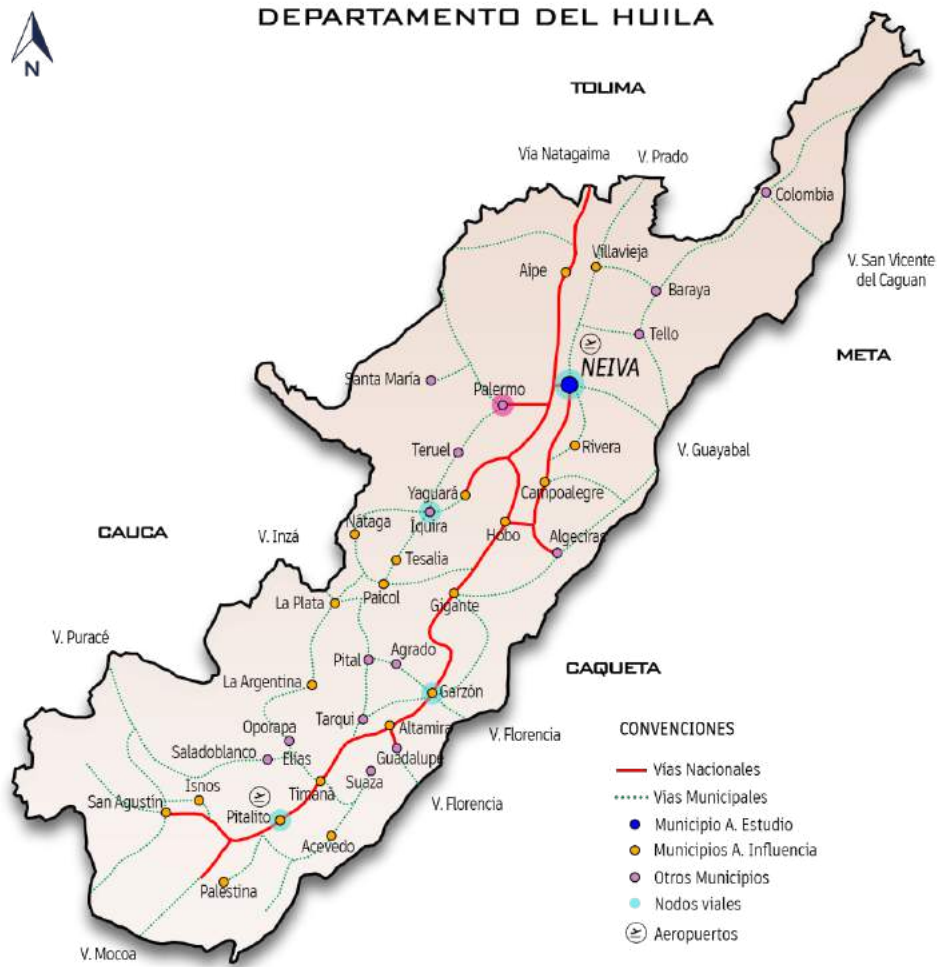 DEPARTAMENTO DEL HUILA
N
TOLIMA
Vía Natagaima
V. Prado
Colombia
V. San Vicente
del Caguan
Aipe
Villavieja
Baraya
Tello
META
NEIVA
Santa María
Palermo
Rivera
V. Guayabal
Teruel
Yaguará
Campoalegre
CAUCA
V. Inzá
Nátaga
Íquira
Hobo
Algeciras
Tesalia
Paicol
La Plata
Gigante
V. Puracé
Pital
Agrado
CAQUETA
La Argentina
Garzón
Tarqui
Altamira
V. Florencia
Oporapa
Saladoblanco
Elías
Guadalupe
Suaza
V. Florencia
Timaná
Isnos
San Agustin
Pitalito
Acevedo
Palestina
V. Mocoa
CONVENCIONES
Vías Nacionales
Vías Municipales
Municipio A. Estudio
Municipios A. Influencia
Otros Municipios
Nodos viales
Aeropuertos